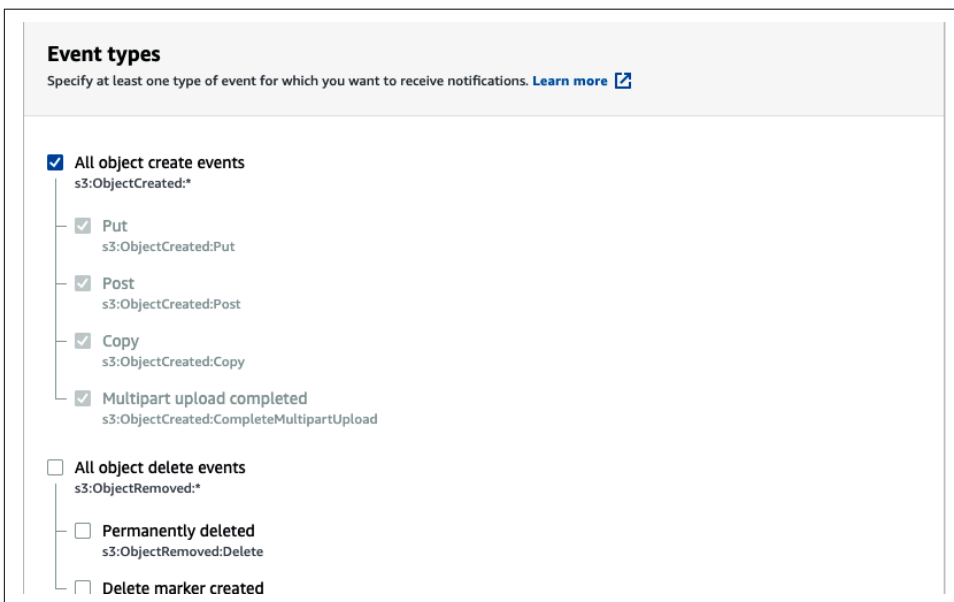 Event types
Specify at least one type of event for which you want to receive notifications. Learn more
All object create events
s3:ObjectCreated:*
Put
s3:ObjectCreated:Put
Post
s3:ObjectCreated:Post
Copy
s3:ObjectCreated:Copy
Multipart upload completed
s3:ObjectCreated:CompleteMultipartUpload
All object delete events
s3:ObjectRemoved:*
Permanently deleted
s3:ObjectRemoved:Delete
Delete marker created